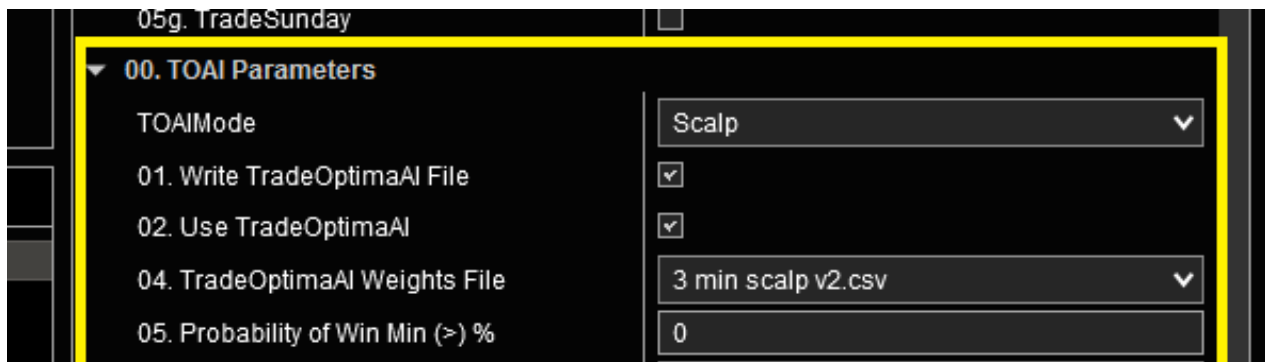 05g. TradeSunday
00. TOAI Parameters
TOAIMode Scalp
01. Write TradeOptimaAI File
02. Use TradeOptimaAI
04. TradeOptimaAI Weights File 3 min scalp v2.csv
05. Probability of Win Min (>) % 0